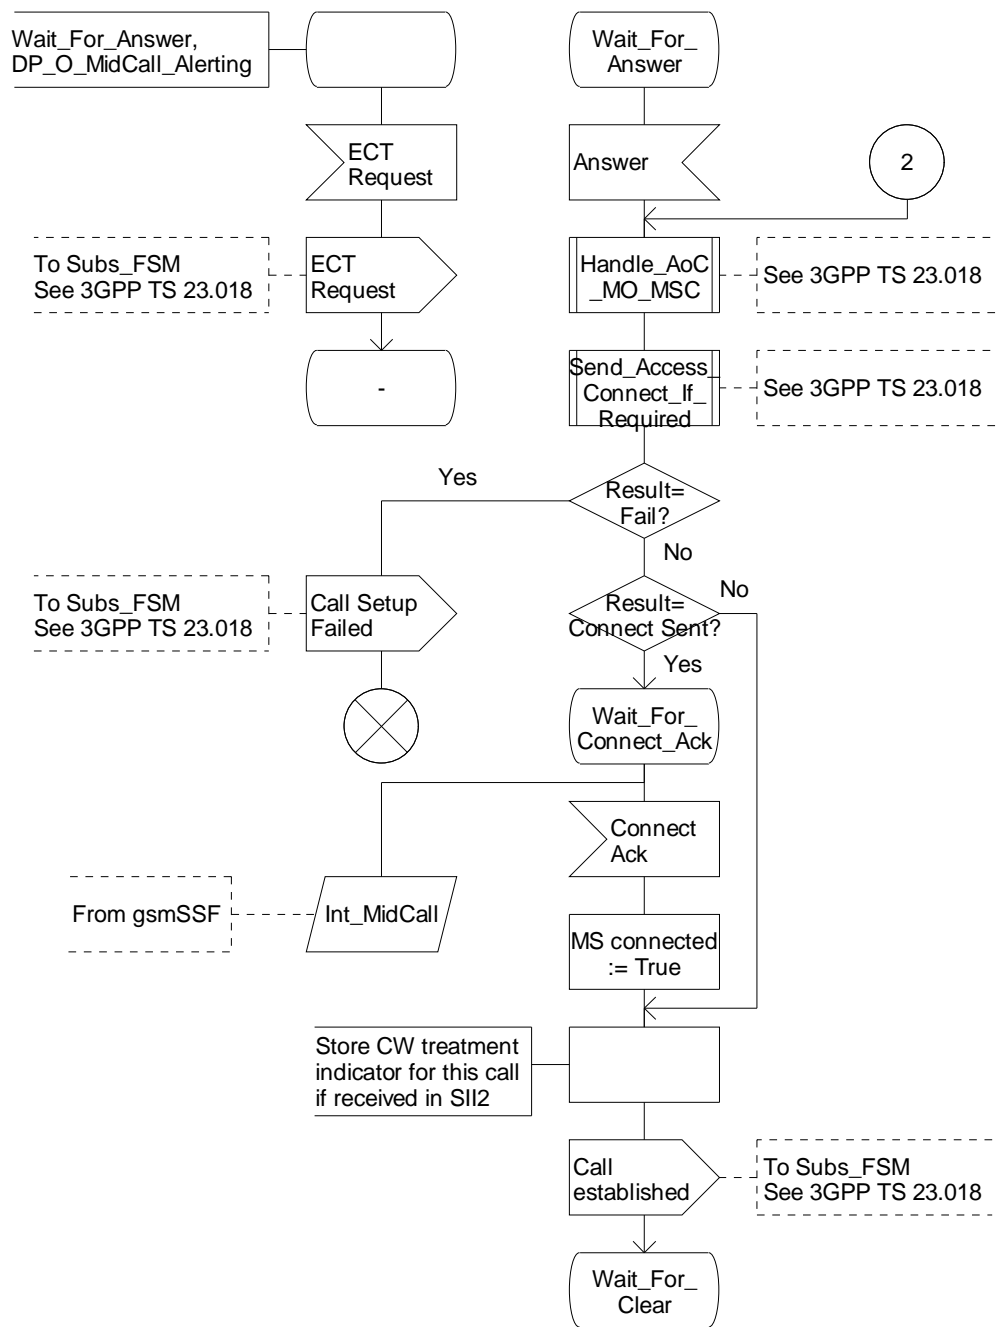 Wait_For_Answer,
DP_O_MidCall_Alerting
Wait_For_
Answer
ECT
Request
Answer
2
To Subs_FSM
See 3GPP TS 23.018
ECT
Request
Handle_AoC
_MO_MSC
See 3GPP TS 23.018
-
Send_Access_
Connect_If_
Required
See 3GPP TS 23.018
Yes
Result=
Fail?
No
To Subs_FSM
See 3GPP TS 23.018
Call Setup
Failed
Result=
Connect Sent?
No
Yes
Wait_For_
Connect_Ack
Connect
Ack
From gsmSSF
Int_MidCall
MS connected
:= True
Store CW treatment
indicator for this call
if received in SII2
Call
established
To Subs_FSM
See 3GPP TS 23.018
Wait_For_
Clear